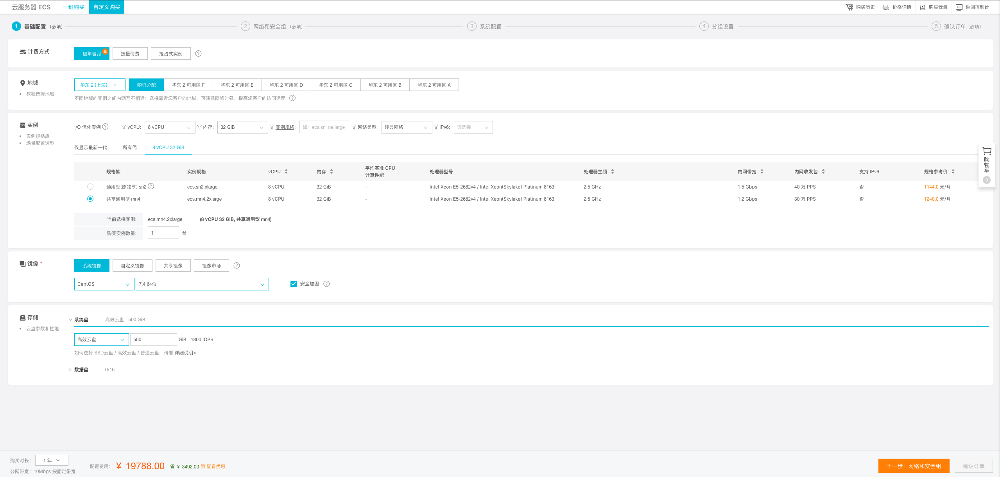 云服务器 ECS 一键购买 自定义购买 购买历史 价格详情 购买云盘 返回控制台
1 基础配置 (必填) 2 网络和安全组 (必填) 3 系统配置 4 分组设置 5 确认订单 (必填)
计费方式 包年包月 惠 按量付费 抢占式实例 ?
地域 华东 2 (上海) 随机分配 华东 2 可用区 F 华东 2 可用区 E 华东 2 可用区 D 华东 2 可用区 C 华东 2 可用区 B 华东 2 可用区 A
• 教我选择地域
不同地域的实例之间内网互不相通；选择靠近您客户的地域，可降低网络时延、提高您客户的访问速度 ?
实例 I/O 优化实例 ? vCPU: 8 vCPU 内存: 32 GiB 实例规格: 如：ecs.sn1ne.large 网络类型: 经典网络 IPv6: 请选择
• 实例规格族
• 场景配置选型
仅显示最新一代 所有代 8 vCPU 32 GiB
规格族 实例规格 vCPU 内存 平均基准 CPU 计算性能 处理器型号 处理器主频 内网带宽 内网收发包 支持 IPv6 规格参考价
通用型(原独享) sn2 ? ecs.sn2.xlarge 8 vCPU 32 GiB - Intel Xeon E5-2682v4 / Intel Xeon(Skylake) Platinum 8163 2.5 GHz 1.5 Gbps 40 万 PPS 否 1144.0 元/月
共享通用型 mn4 ecs.mn4.2xlarge 8 vCPU 32 GiB - Intel Xeon E5-2682v4 / Intel Xeon(Skylake) Platinum 8163 2.5 GHz 1.2 Gbps 30 万 PPS 否 1240.0 元/月
当前选择实例: ecs.mn4.2xlarge (8 vCPU 32 GiB, 共享通用型 mn4)
购买实例数量: 1 台
购物车
0
镜像 * 系统镜像 自定义镜像 共享镜像 镜像市场 ?
CentOS 7.4 64位 安全加固 ?
存储 系统盘 高效云盘 500 GiB
• 云盘参数和性能
高效云盘 500 GiB 1800 IOPS
如何选择 SSD云盘 / 高效云盘 / 普通云盘，请看 详细说明>
数据盘 0/16
购买时长: 1 年
公网带宽: 10Mbps 按固定带宽
配置费用: ¥ 19788.00 省 ¥ 3492.00 查看优惠
下一步：网络和安全组 确认订单